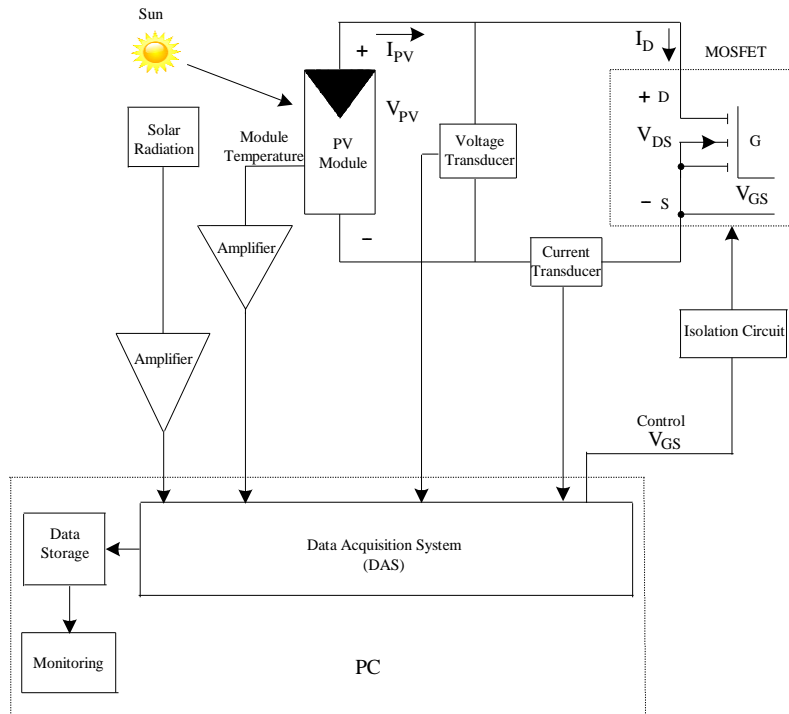 Sun
+
I_PV
I_D
MOSFET
+ D
V_PV
Solar
Radiation
Module
Temperature
PV
Module
Voltage
Transducer
V_DS
G
− S
V_GS
−
Amplifier
Current
Transducer
Amplifier
Isolation Circuit
Control
V_GS
Data
Storage
Data Acquisition System
(DAS)
Monitoring
PC